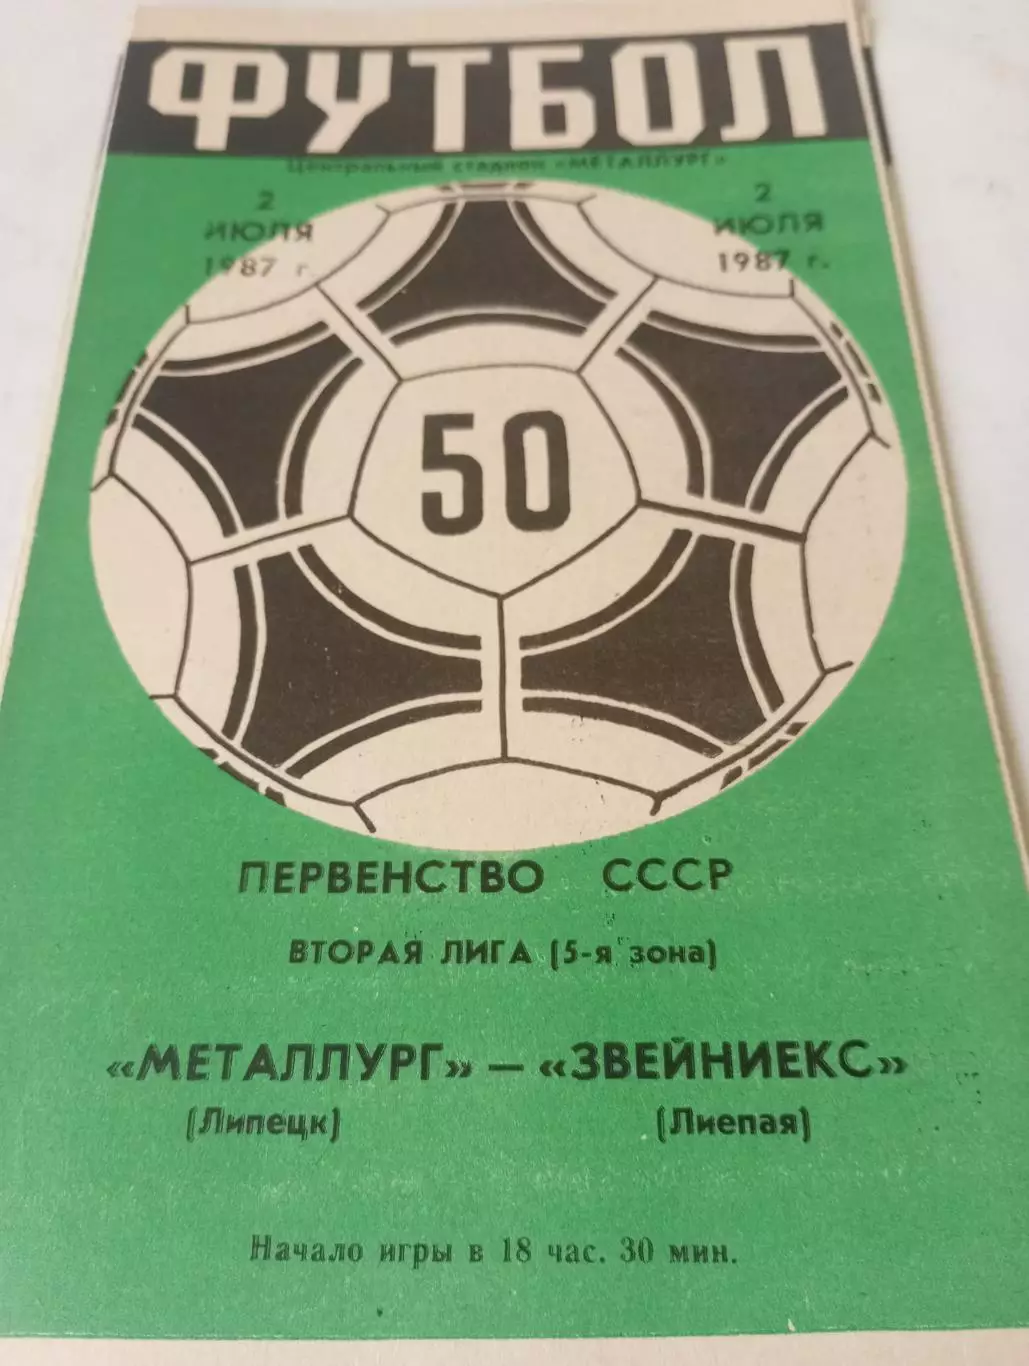 ФУТБОЛ
Центральный стадион «МЕТАЛЛУРГ»
2
ИЮЛЯ
1987 г.
2
ИЮЛЯ
1987 г.
50
ПЕРВЕНСТВО СССР
ВТОРАЯ ЛИГА (5-я зона)
«МЕТАЛЛУРГ» — «ЗВЕЙНИЕКС»
(Липецк) (Лиепая)
Начало игры в 18 час. 30 мин.